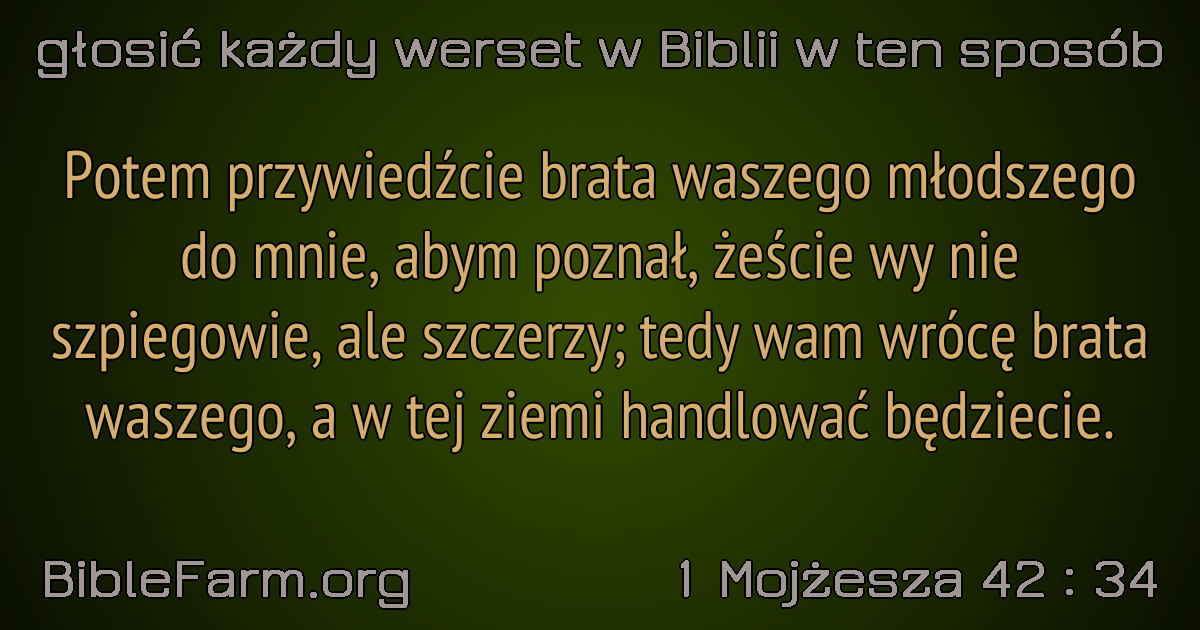 głosić każdy werset w Biblii w ten sposób
Potem przywiedźcie brata waszego młodszego
do mnie, abym poznał, żeście wy nie
szpiegowie, ale szczerzy; tedy wam wrócę brata
waszego, a w tej ziemi handlować będziecie.
BibleFarm.org
1 Mojżesza 42 : 34